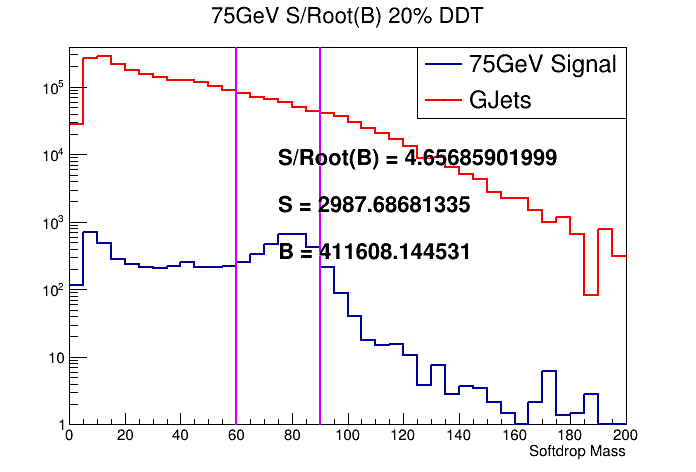 75GeV S/Root(B) 20% DDT
75GeV Signal
GJets
S/Root(B) = 4.65685901999
S = 2987.68681335
B = 411608.144531
10⁵
10⁴
10³
10²
10
1
0 20 40 60 80 100 120 140 160 180 200
Softdrop Mass